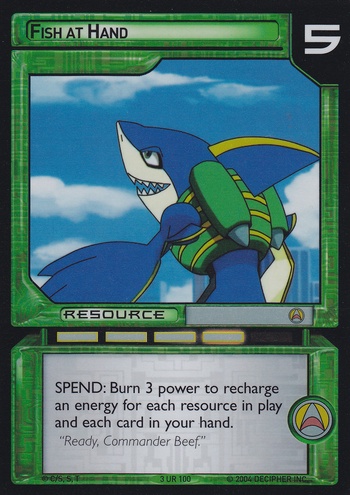 FISH AT HAND
5
RESOURCE
SPEND: Burn 3 power to recharge
an energy for each resource in play
and each card in your hand.
"Ready, Commander Beef."
© C/S, S, T
3 UR 100
© 2004 DECIPHER INC.